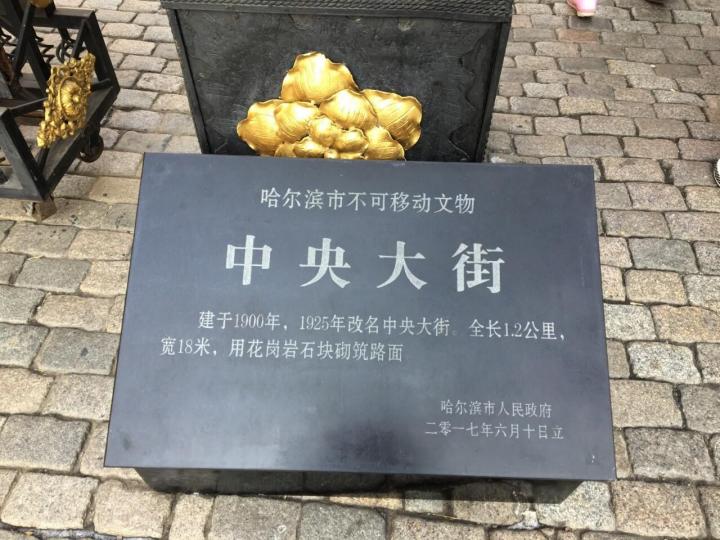 哈尔滨市不可移动文物
中央大街
建于1900年，1925年改名中央大街。全长1.2公里，
宽18米，用花岗岩石块砌筑路面
哈尔滨市人民政府
二零一七年六月十日立